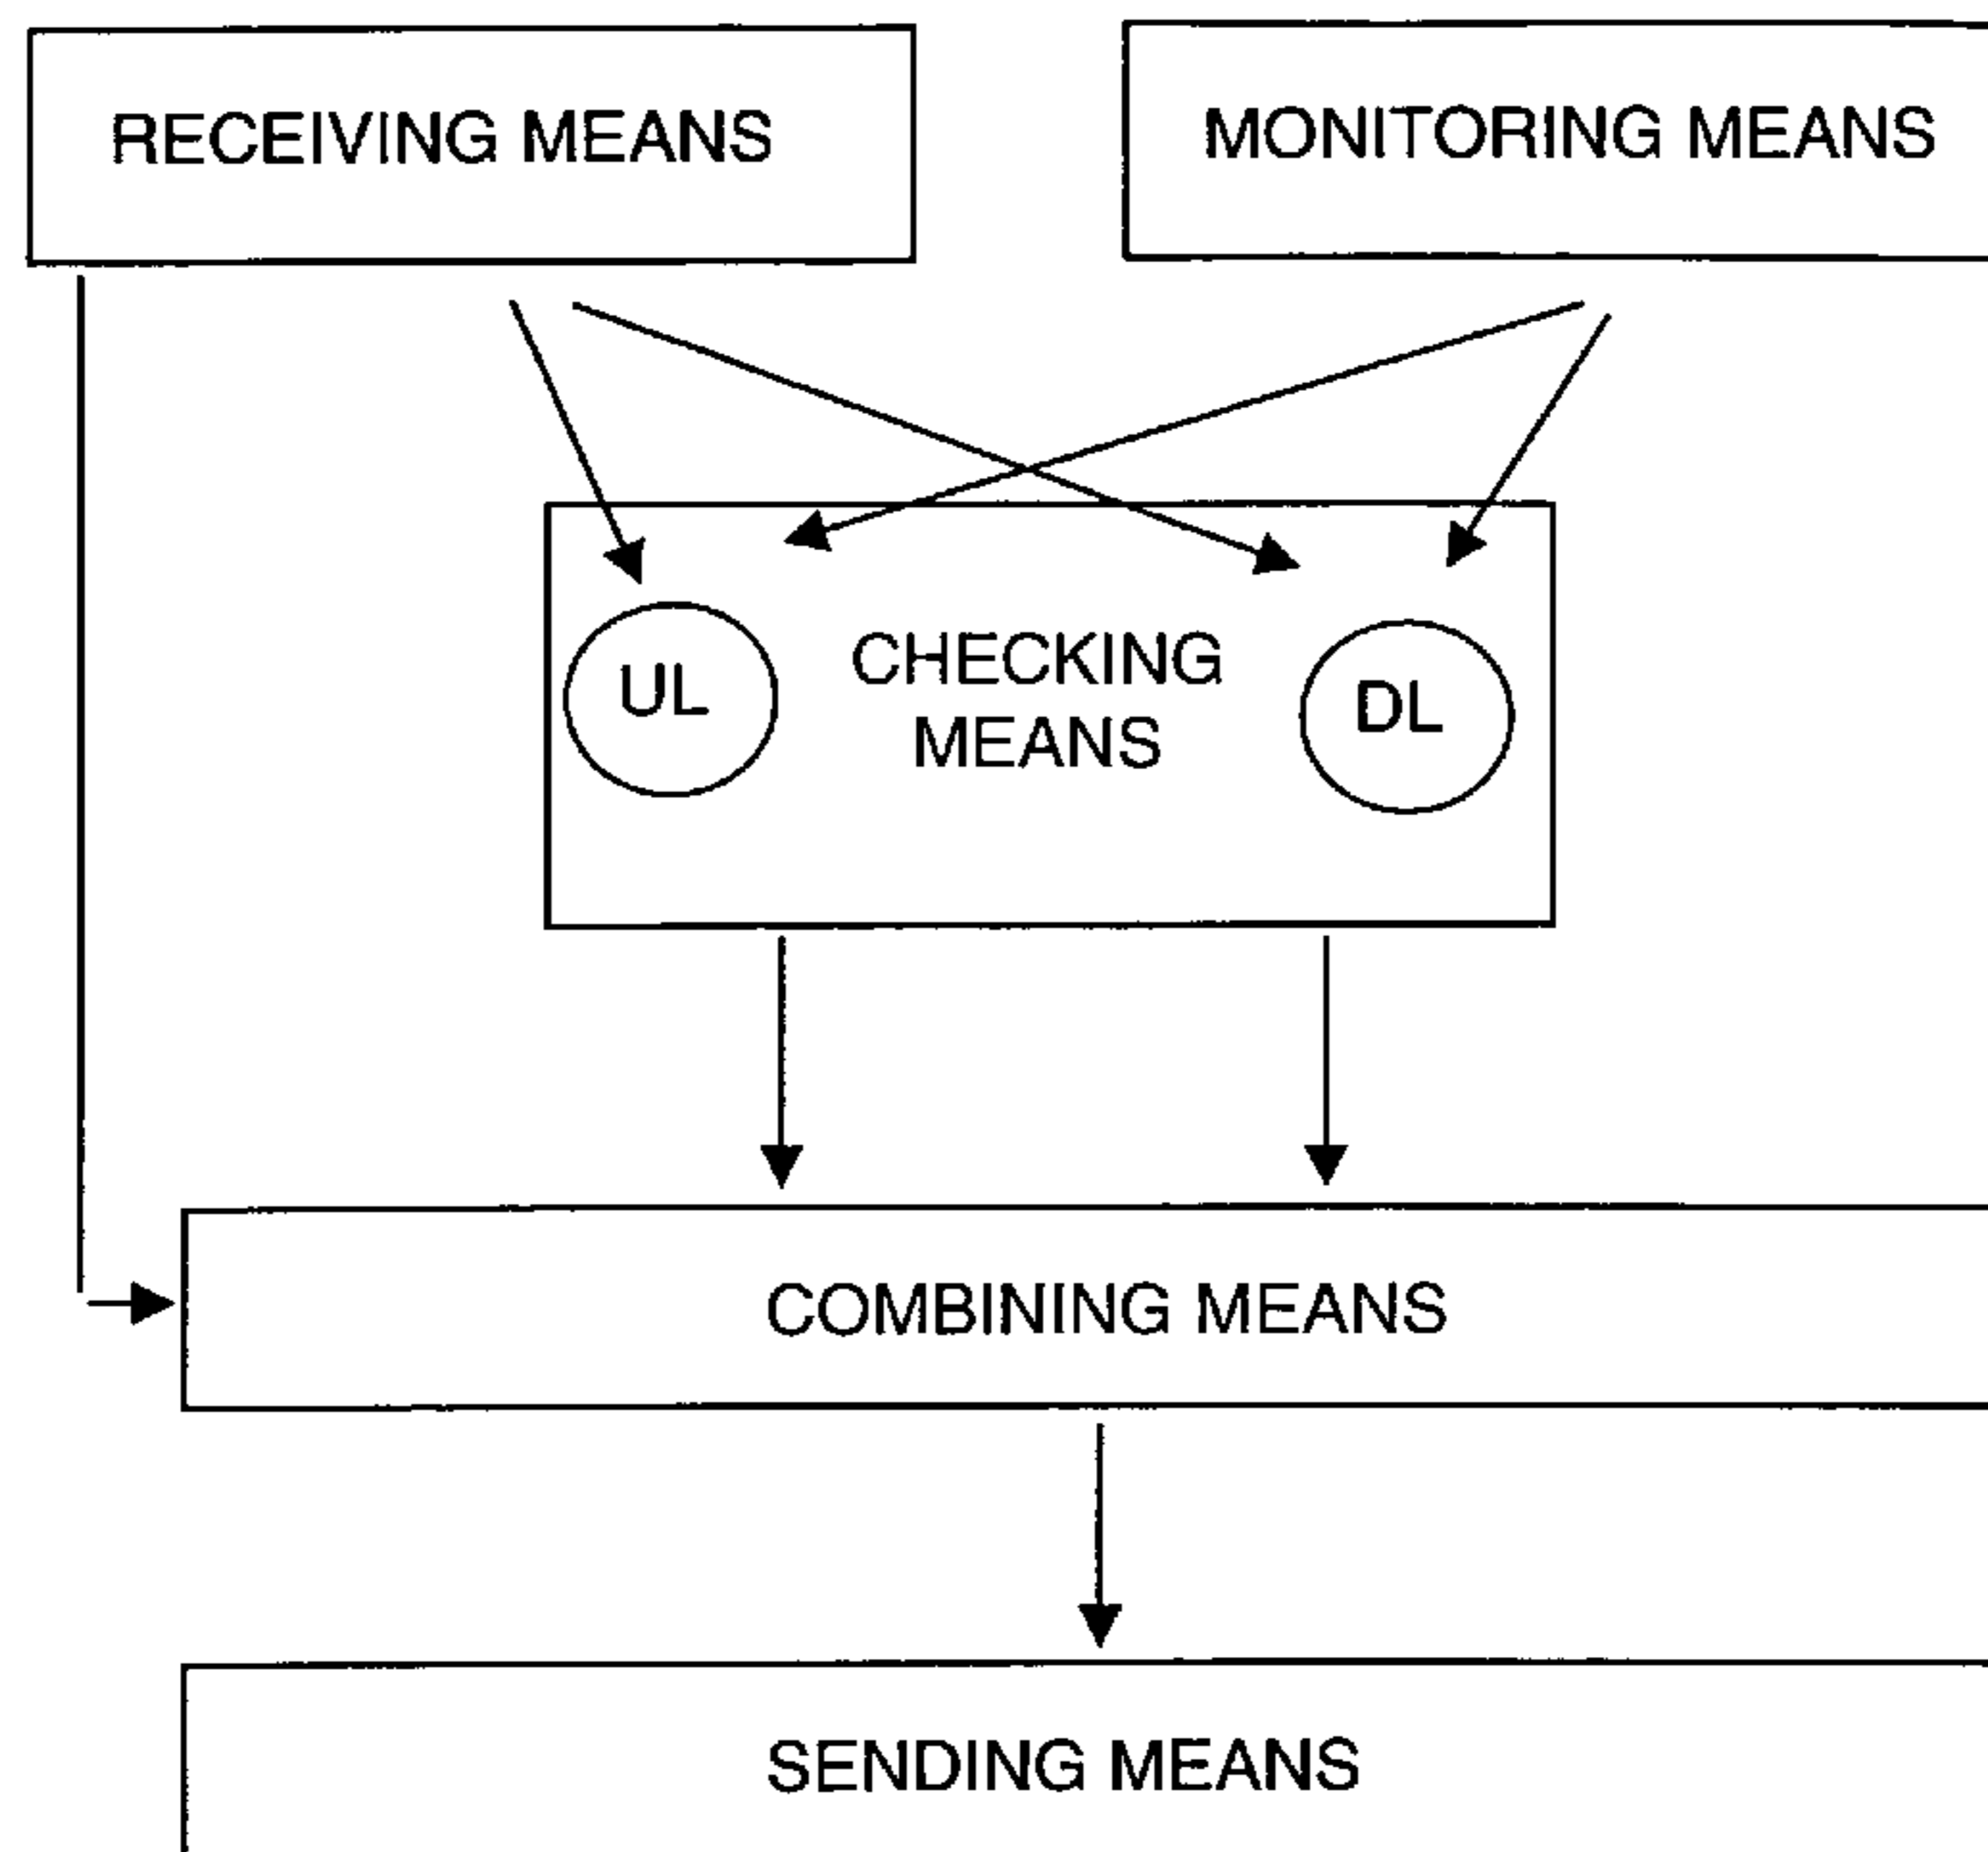 RECEIVING MEANS
MONITORING MEANS
UL
CHECKING
MEANS
DL
COMBINING MEANS
SENDING MEANS